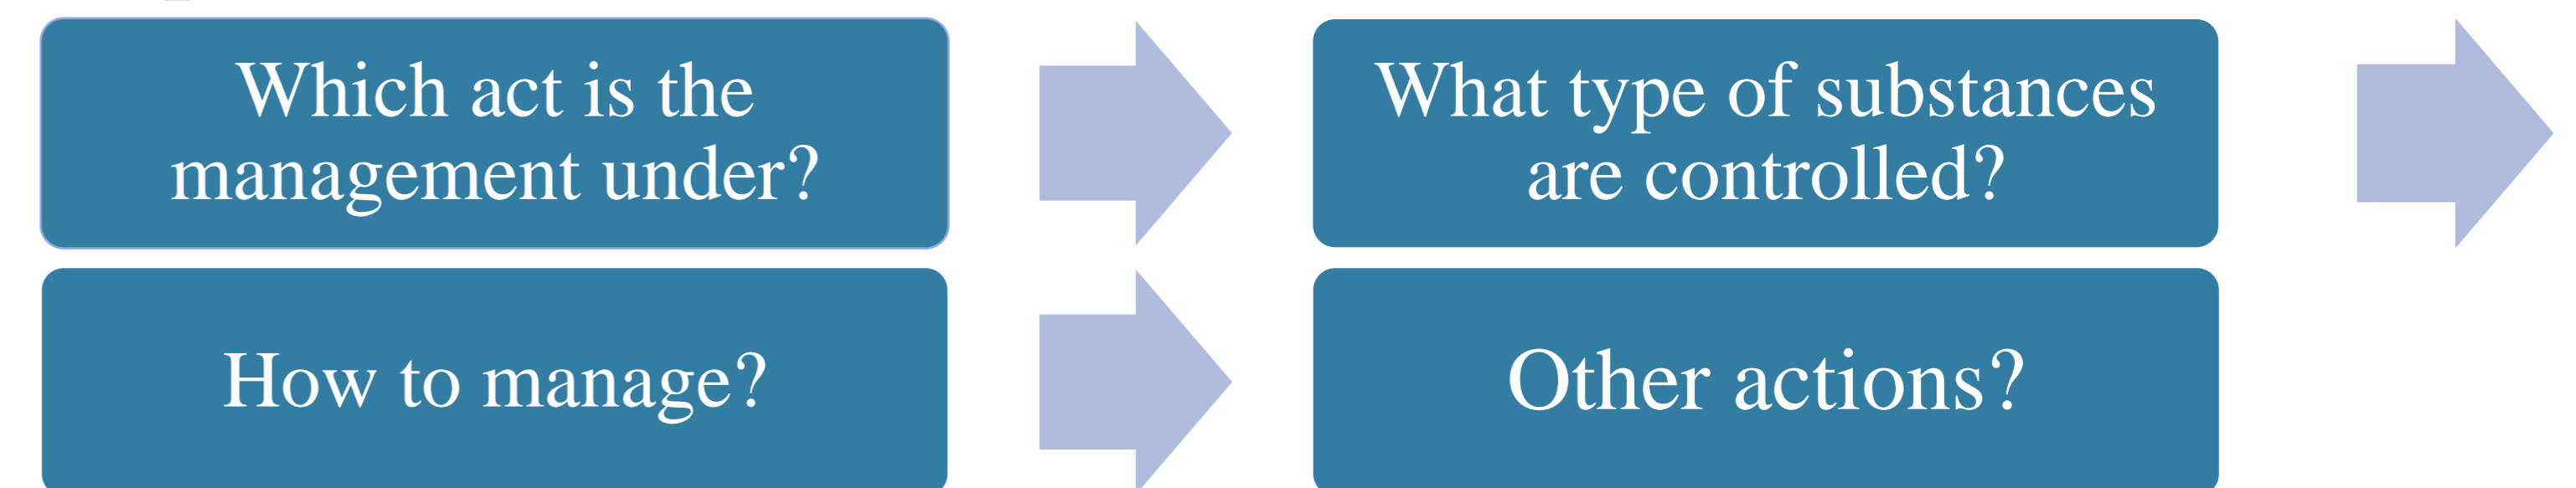 Which act is the
management under?
What type of substances
are controlled?
How to manage?
Other actions?